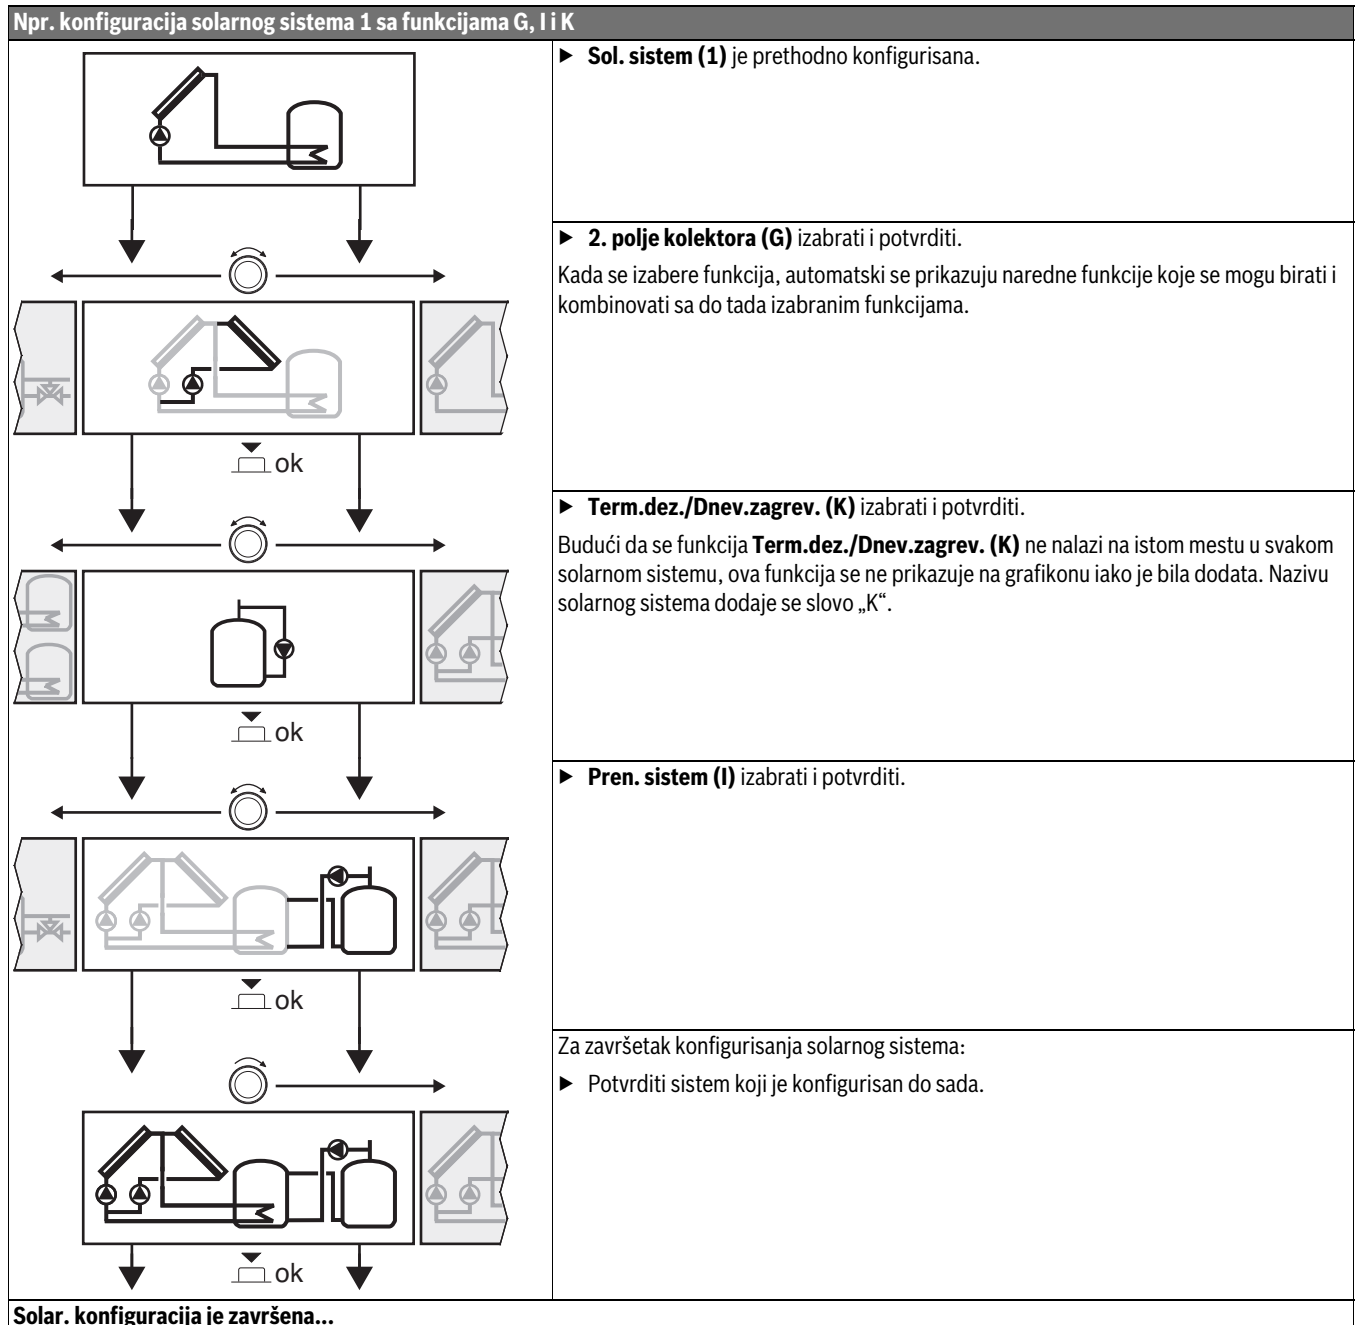 Npr. konfiguracija solarnog sistema 1 sa funkcijama G, I i K
▶ Sol. sistem (1) je prethodno konfigurisana.
▶ 2. polje kolektora (G) izabrati i potvrditi.
Kada se izabere funkcija, automatski se prikazuju naredne funkcije koje se mogu birati i
kombinovati sa do tada izabranim funkcijama.
ok
▶ Term.dez./Dnev.zagrev. (K) izabrati i potvrditi.
Budući da se funkcija Term.dez./Dnev.zagrev. (K) ne nalazi na istom mestu u svakom
solarnom sistemu, ova funkcija se ne prikazuje na grafikonu iako je bila dodata. Nazivu
solarnog sistema dodaje se slovo „K“.
ok
▶ Pren. sistem (I) izabrati i potvrditi.
ok
Za završetak konfigurisanja solarnog sistema:
▶ Potvrditi sistem koji je konfigurisan do sada.
ok
Solar. konfiguracija je završena...